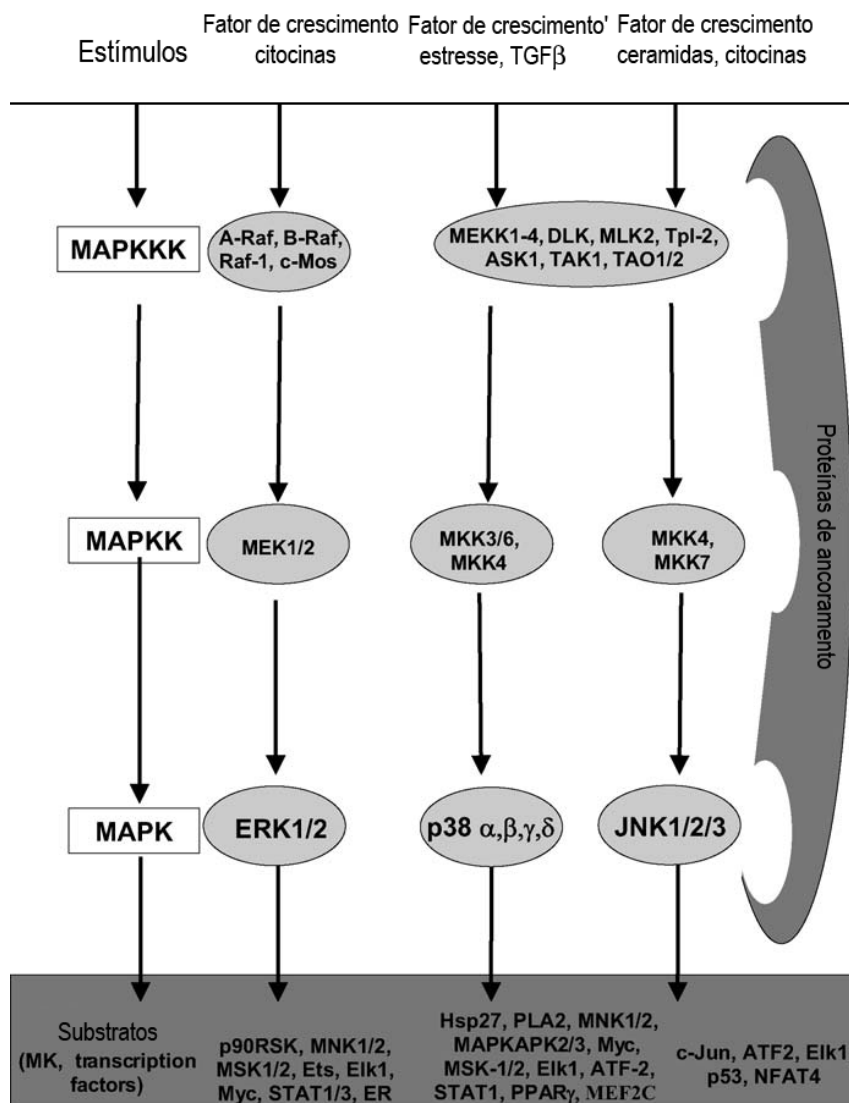 Estímulos
Fator de crescimento
citocinas
Fator de crescimento'
estresse, TGFβ
Fator de crescimento
ceramidas, citocinas
MAPKKK
A-Raf, B-Raf,
Raf-1, c-Mos
MEKK1-4, DLK, MLK2, Tpl-2,
ASK1, TAK1, TAO1/2
MAPKK
MEK1/2
MKK3/6,
MKK4
MKK4,
MKK7
Proteínas de ancoramento
MAPK
ERK1/2
p38 α,β,γ,δ
JNK1/2/3
Substratos
(MK, transcription
factors)
p90RSK, MNK1/2,
MSK1/2, Ets, Elk1,
Myc, STAT1/3, ER
Hsp27, PLA2, MNK1/2,
MAPKAPK2/3, Myc,
MSK-1/2, Elk1, ATF-2,
STAT1, PPARγ, MEF2C
c-Jun, ATF2, Elk1
p53, NFAT4